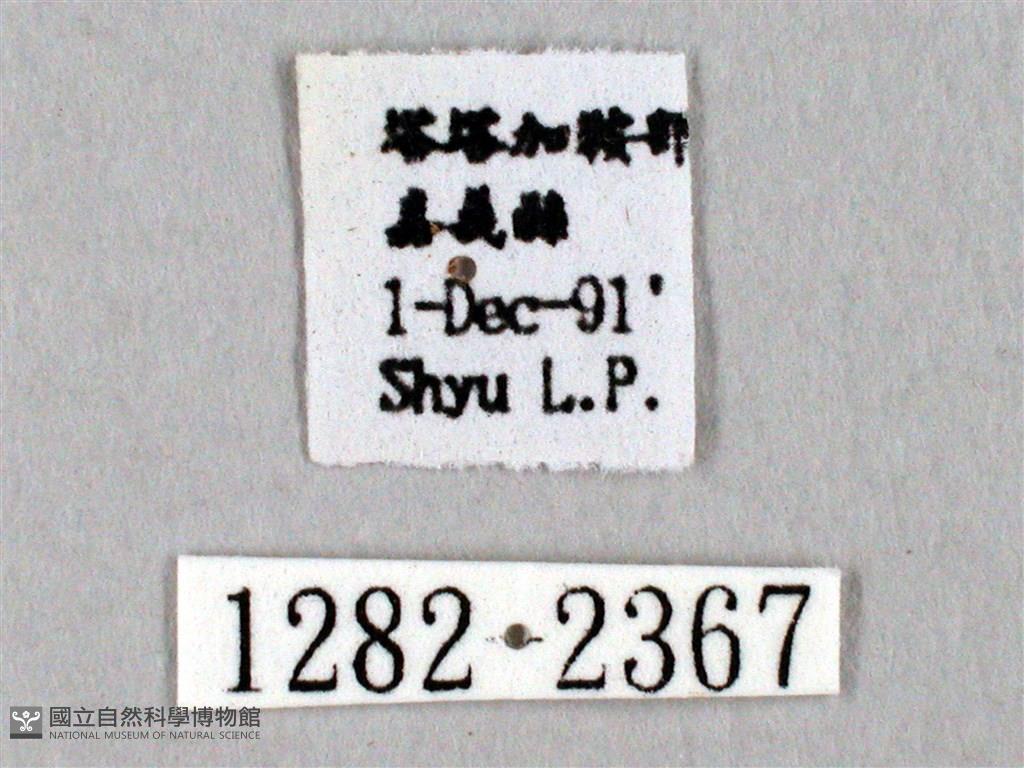 塔塔加鞍部
嘉義縣
1-Dec-91'
Shyu L.P.
1282-2367
國立自然科學博物館
NATIONAL MUSEUM OF NATURAL SCIENCE